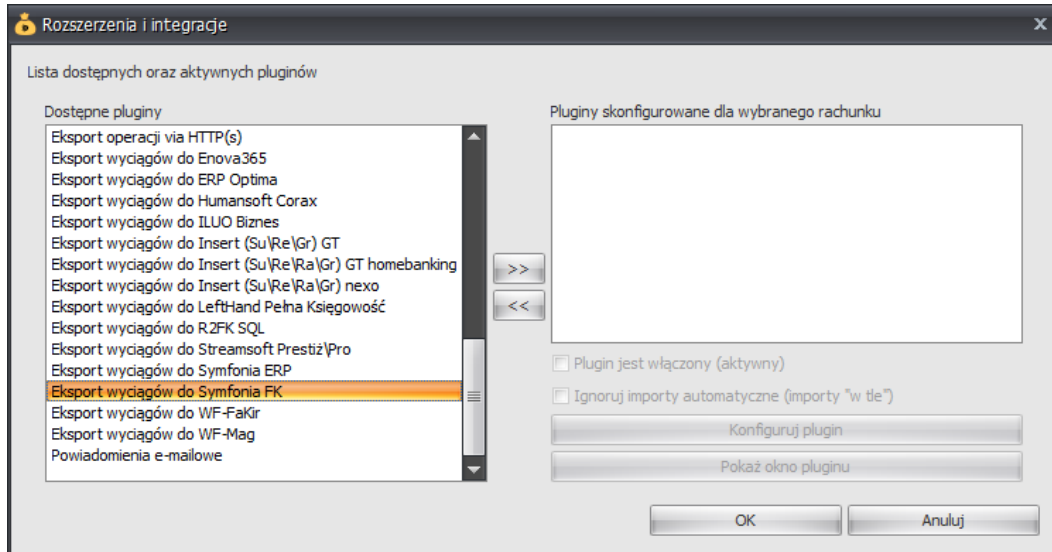 Rozszerzenia i integracje
x
Lista dostępnych oraz aktywnych pluginów
Dostępne pluginy
Eksport operacji via HTTP(s)
Eksport wyciągów do Enova365
Eksport wyciągów do ERP Optima
Eksport wyciągów do Humansoft Corax
Eksport wyciągów do ILUO Biznes
Eksport wyciągów do Insert (Su\Re\Gr) GT
Eksport wyciągów do Insert (Su\Re\Ra\Gr) GT homebanking
Eksport wyciągów do Insert (Su\Re\Ra\Gr) nexo
Eksport wyciągów do LeftHand Pełna Księgowość
Eksport wyciągów do R2FK SQL
Eksport wyciągów do Streamsoft Prestiż\Pro
Eksport wyciągów do Symfonia ERP
Eksport wyciągów do Symfonia FK
Eksport wyciągów do WF-FaKir
Eksport wyciągów do WF-Mag
Powiadomienia e-mailowe
>>
<<
Pluginy skonfigurowane dla wybranego rachunku
Plugin jest włączony (aktywny)
Ignoruj importy automatyczne (importy "w tle")
Konfiguruj plugin
Pokaż okno pluginu
OK
Anuluj